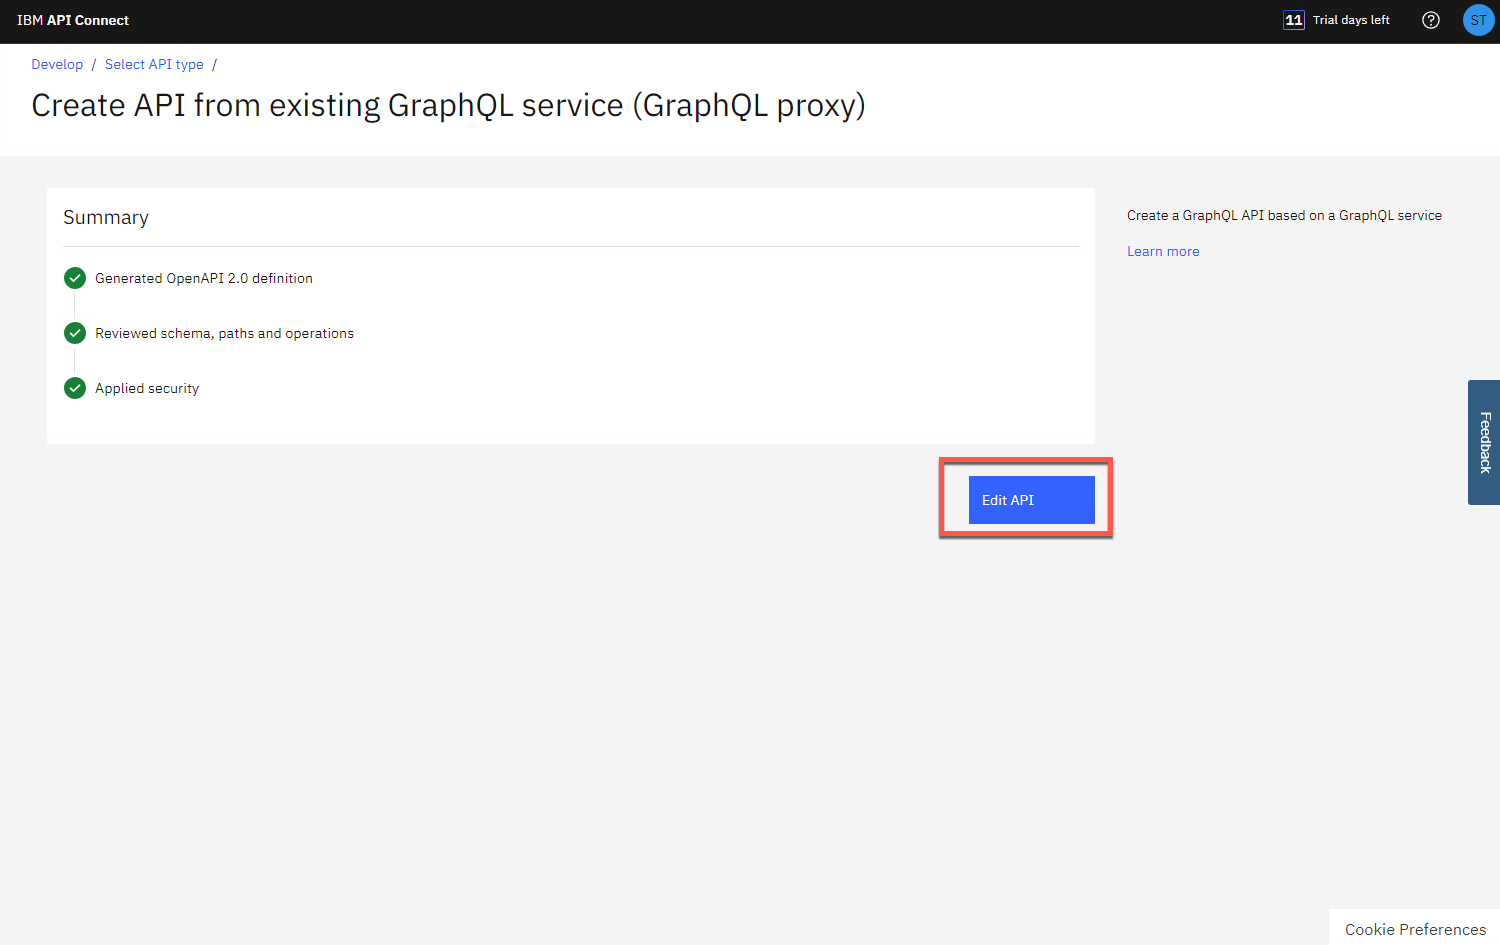 IBM API Connect
11 Trial days left
ST
Develop / Select API type /
Create API from existing GraphQL service (GraphQL proxy)
Summary
Generated OpenAPI 2.0 definition
Reviewed schema, paths and operations
Applied security
Create a GraphQL API based on a GraphQL service
Learn more
Edit API
Feedback
Cookie Preferences